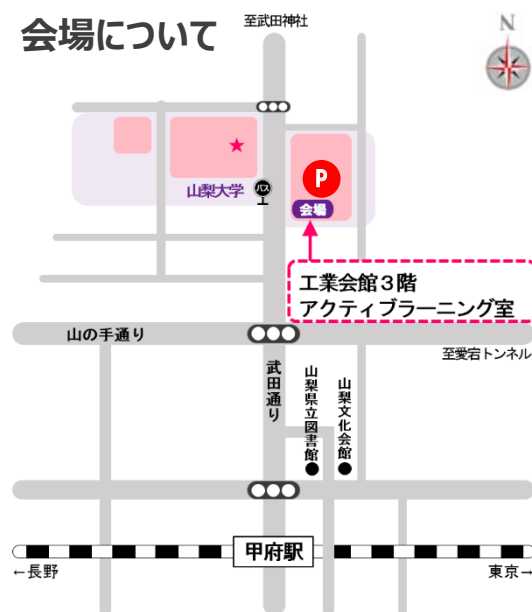 会場について
至武田神社
N
山梨大学
バス
P
会場
工業会館３階
アクティブラーニング室
山の手通り
至愛宕トンネル
武田通り
山梨県立図書館
山梨文化会館
甲府駅
←長野
東京→